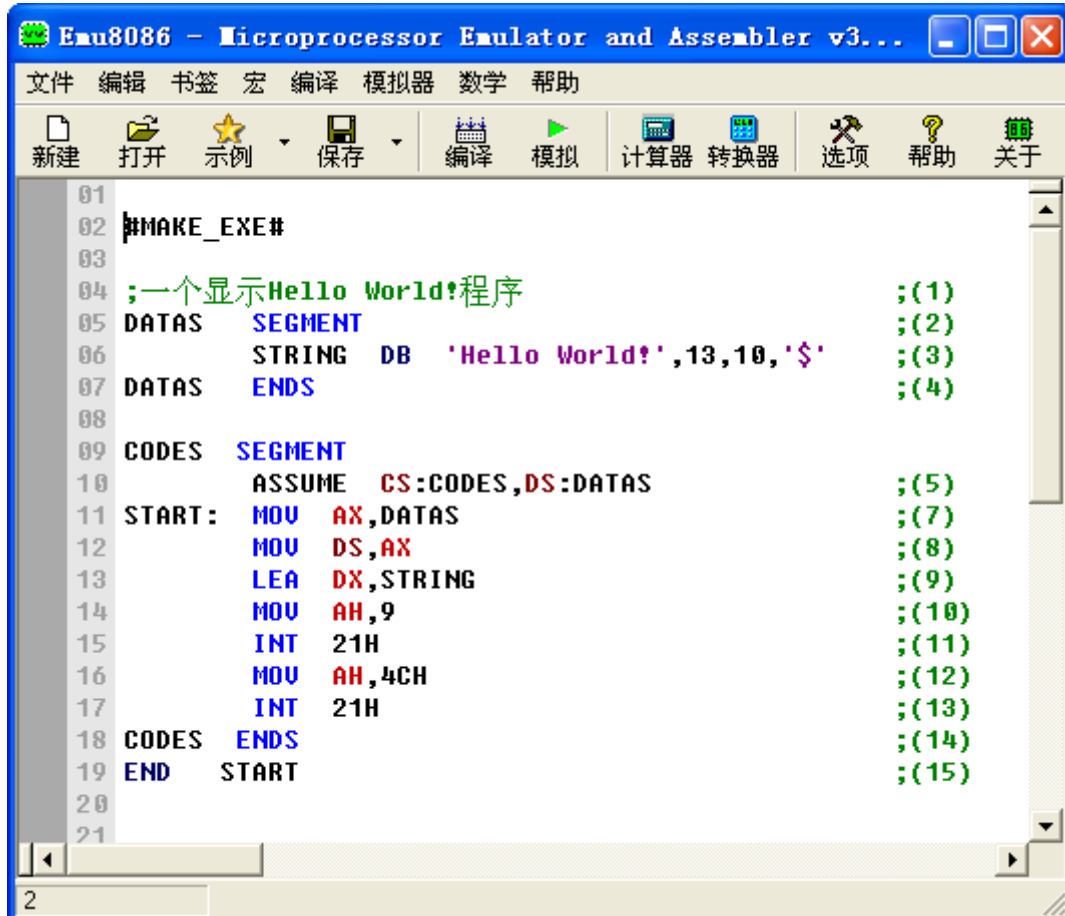 Emu8086 - Microprocessor Emulator and Assembler v3...
文件 编辑 书签 宏 编译 模拟器 数学 帮助
新建 打开 示例 保存 编译 模拟 计算器 转换器 选项 帮助 关于
01
02 #MAKE_EXE#
03
04 ;一个显示Hello World!程序 ;(1)
05 DATAS SEGMENT ;(2)
06 STRING DB 'Hello World!',13,10,'$' ;(3)
07 DATAS ENDS ;(4)
08
09 CODES SEGMENT
10 ASSUME CS:CODES,DS:DATAS ;(5)
11 START: MOV AX,DATAS ;(7)
12 MOV DS,AX ;(8)
13 LEA DX,STRING ;(9)
14 MOV AH,9 ;(10)
15 INT 21H ;(11)
16 MOV AH,4CH ;(12)
17 INT 21H ;(13)
18 CODES ENDS ;(14)
19 END START ;(15)
20
21
2